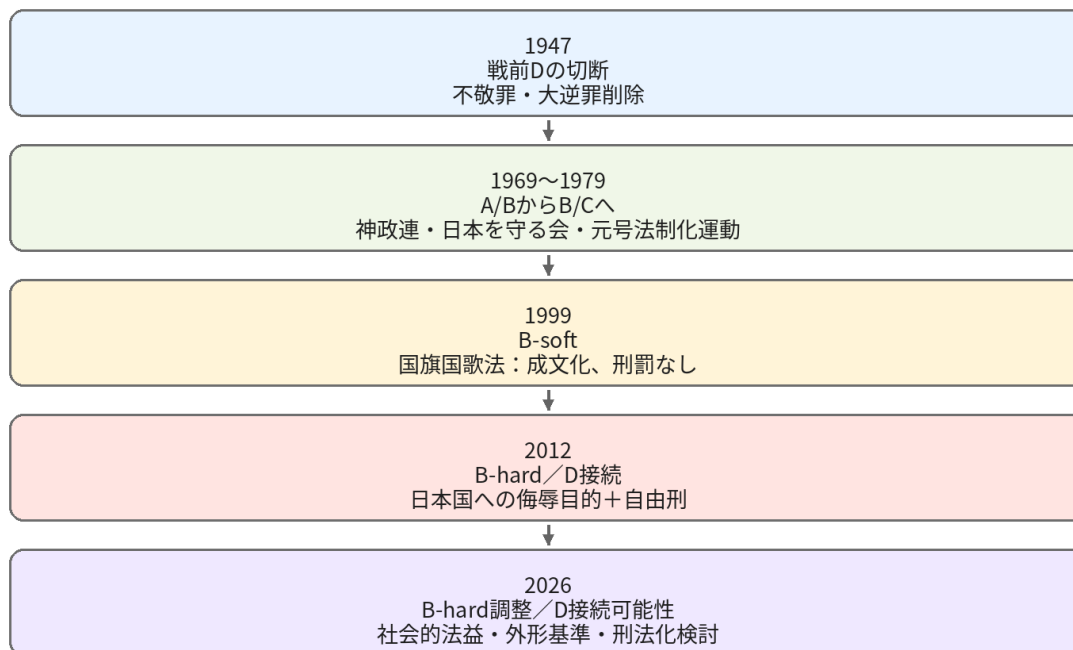 1947
戦前Dの切断
不敬罪・大逆罪削除
1969〜1979
A/BからB/Cへ
神政連・日本を守る会・元号法制化運動
1999
B-soft
国旗国歌法：成文化、刑罰なし
2012
B-hard／D接続
日本国への侮辱目的＋自由刑
2026
B-hard調整／D接続可能性
社会的法益・外形基準・刑法化検討